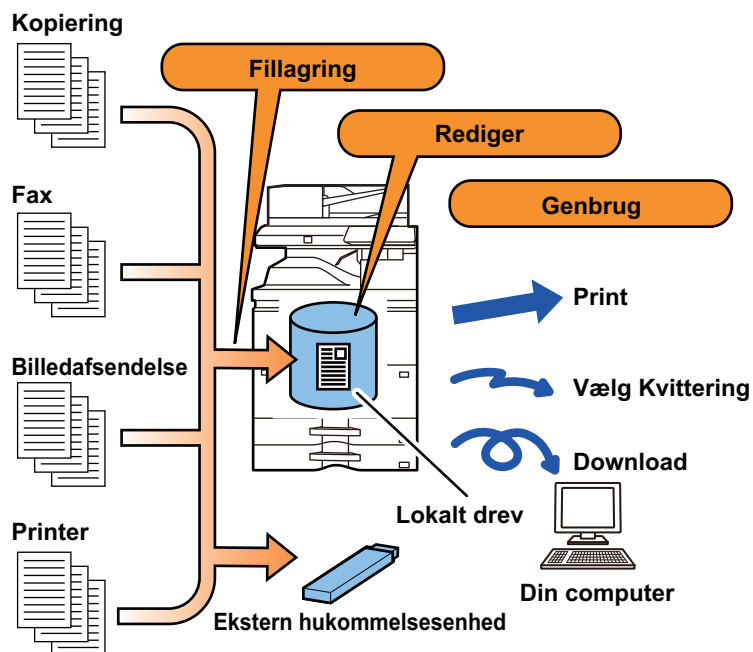 Kopiering
Fillagring
Rediger
Fax
Genbrug
Print
Billedafsendelse
Vælg Kvittering
Download
Lokalt drev
Printer
Din computer
Ekstern hukommelsesenhed